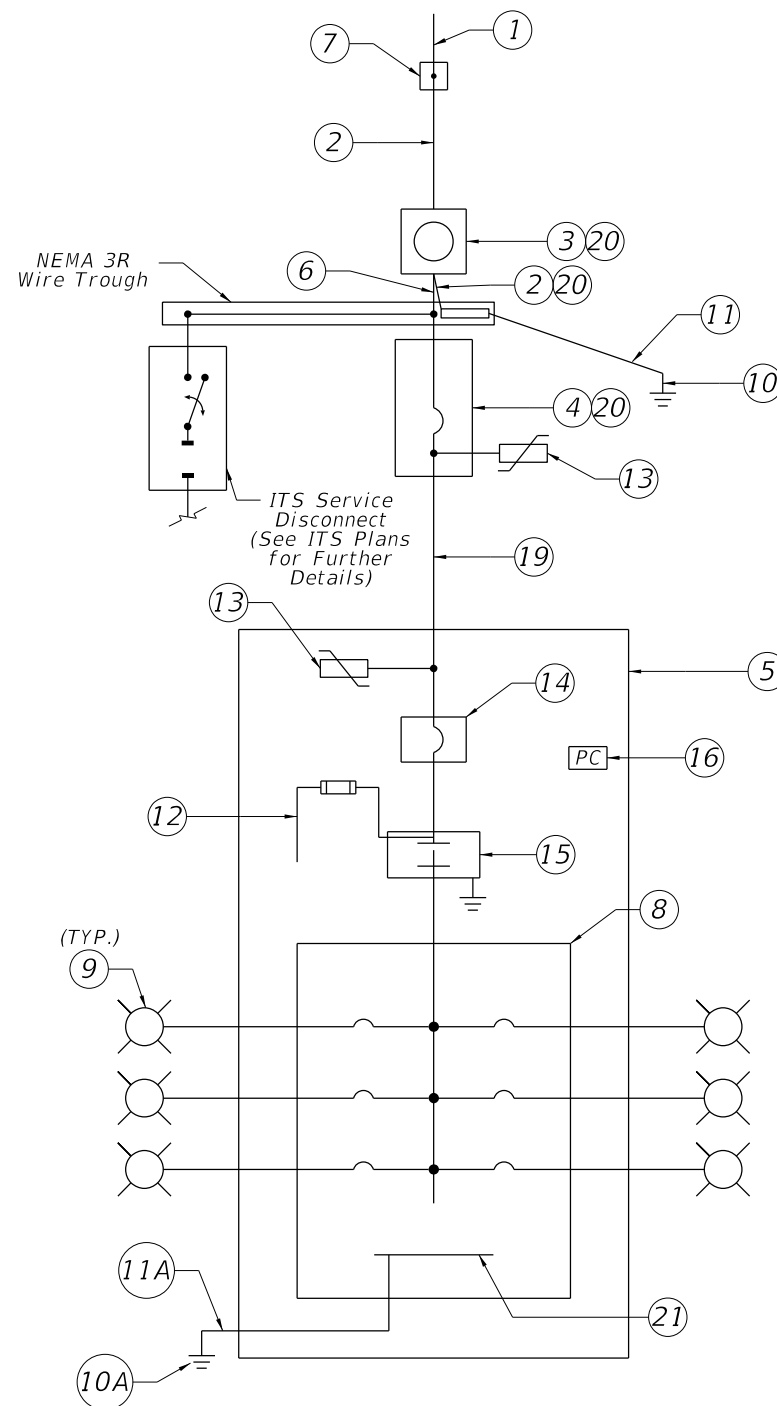 1
7
2
3 20
NEMA 3R
Wire Trough
6
2 20
11
10
4 20
13
ITS Service
Disconnect
(See ITS Plans
for Further
Details)
19
13
5
14
PC
16
12
15
8
(TYP.)
9
11A
21
10A